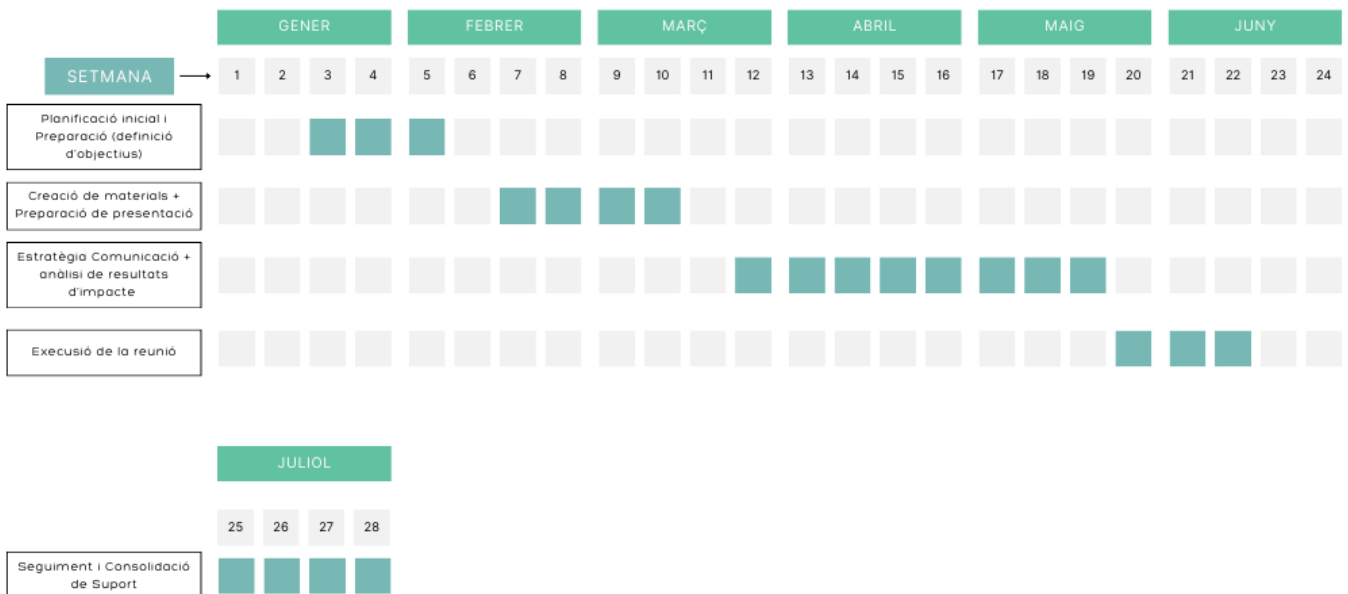 GENER FEBRER MARÇ ABRIL MAIG JUNY
SETMANA 1 2 3 4 5 6 7 8 9 10 11 12 13 14 15 16 17 18 19 20 21 22 23 24
Planificació inicial i
Preparació (definició
d'objectius)
Creació de materials +
Preparació de presentació
Estratègia Comunicació +
anàlisi de resultats
d'impacte
Execusió de la reunió
JULIOL
25 26 27 28
Seguiment i Consolidació
de Suport